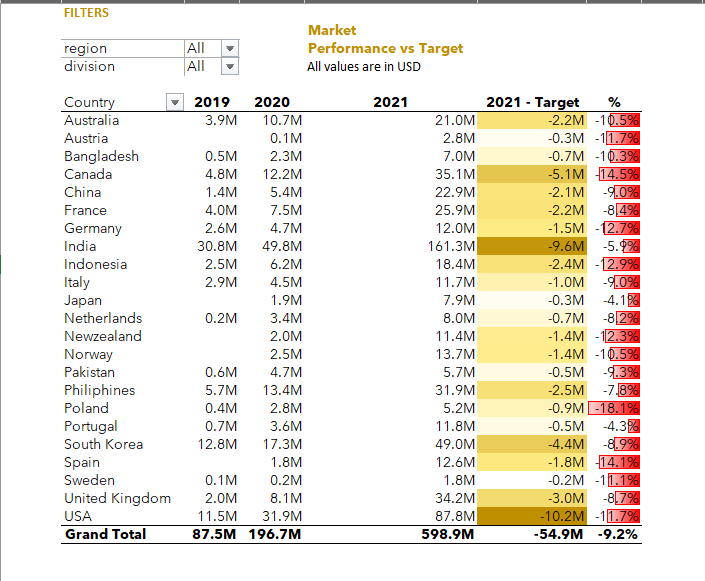 FILTERS
Market
region All Performance vs Target
division All All values are in USD
Country 2019 2020 2021 2021 - Target %
Australia 3.9M 10.7M 21.0M -2.2M -10.5%
Austria 0.1M 2.8M -0.3M -11.7%
Bangladesh 0.5M 2.3M 7.0M -0.7M -10.3%
Canada 4.8M 12.2M 35.1M -5.1M -14.5%
China 1.4M 5.4M 22.9M -2.1M -9.0%
France 4.0M 7.5M 25.9M -2.2M -8.4%
Germany 2.6M 4.7M 12.0M -1.5M -12.7%
India 30.8M 49.8M 161.3M -9.6M -5.9%
Indonesia 2.5M 6.2M 18.4M -2.4M -12.9%
Italy 2.9M 4.5M 11.7M -1.0M -9.0%
Japan 1.9M 7.9M -0.3M -4.1%
Netherlands 0.2M 3.4M 8.0M -0.7M -8.2%
Newzealand 2.0M 11.4M -1.4M -12.3%
Norway 2.5M 13.7M -1.4M -10.5%
Pakistan 0.6M 4.7M 5.7M -0.5M -9.3%
Philiphines 5.7M 13.4M 31.9M -2.5M -7.8%
Poland 0.4M 2.8M 5.2M -0.9M -18.1%
Portugal 0.7M 3.6M 11.8M -0.5M -4.3%
South Korea 12.8M 17.3M 49.0M -4.4M -8.9%
Spain 1.8M 12.6M -1.8M -14.1%
Sweden 0.1M 0.2M 1.8M -0.2M -11.1%
United Kingdom 2.0M 8.1M 34.2M -3.0M -8.7%
USA 11.5M 31.9M 87.8M -10.2M -11.7%
Grand Total 87.5M 196.7M 598.9M -54.9M -9.2%